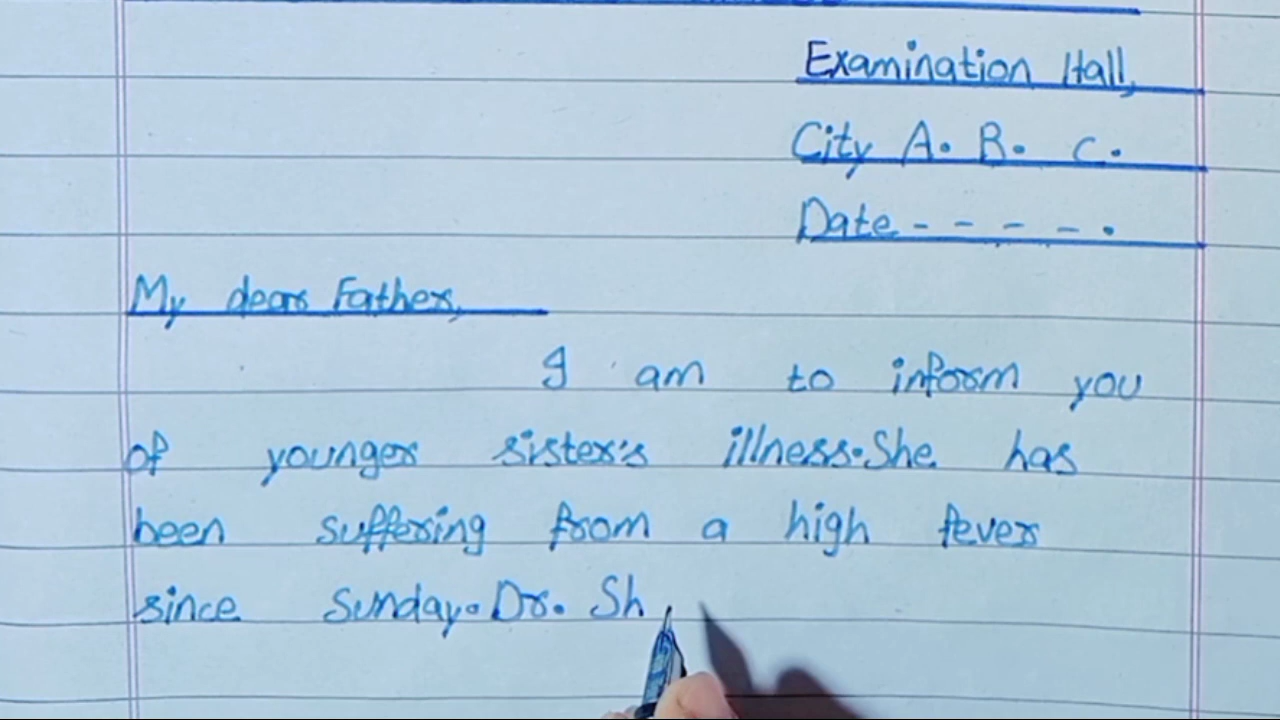 Examination Hall,
City A. B. C.
Date - - - - .
My dear Father,
I am to inform you
of younger sister's illness. She has
been suffering from a high fever
since Sunday. Dr. Sh